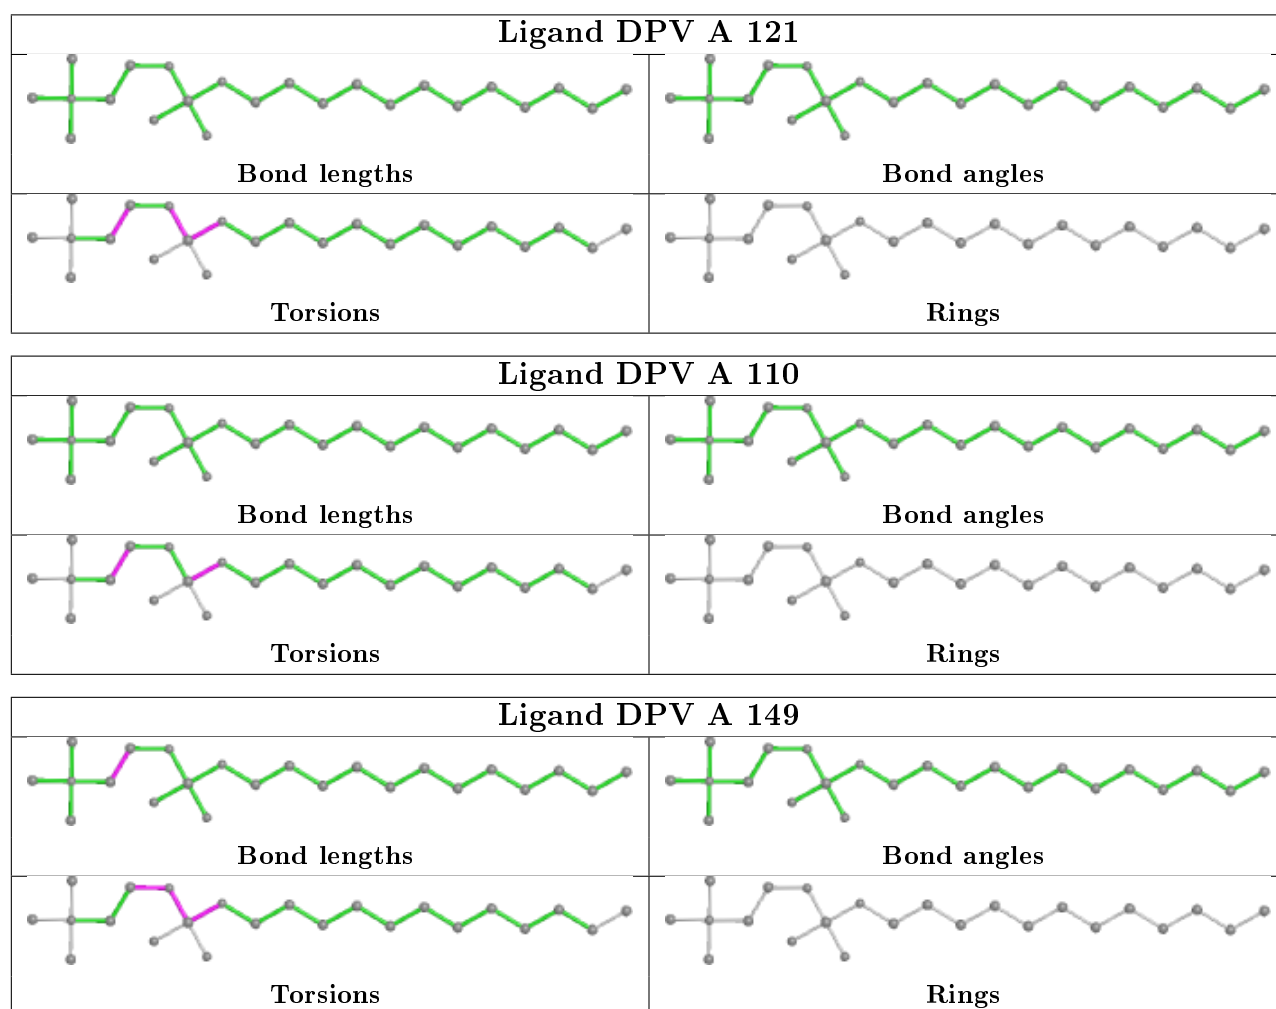 Ligand DPV A 121
Bond lengths
Bond angles
Torsions
Rings
Ligand DPV A 110
Bond lengths
Bond angles
Torsions
Rings
Ligand DPV A 149
Bond lengths
Bond angles
Torsions
Rings